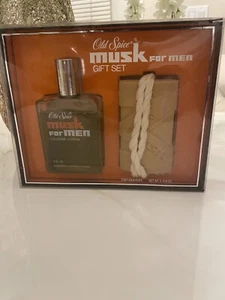 Old Spice®
musk FOR MEN
GIFT SET
Old Spice
musk
FOR MEN